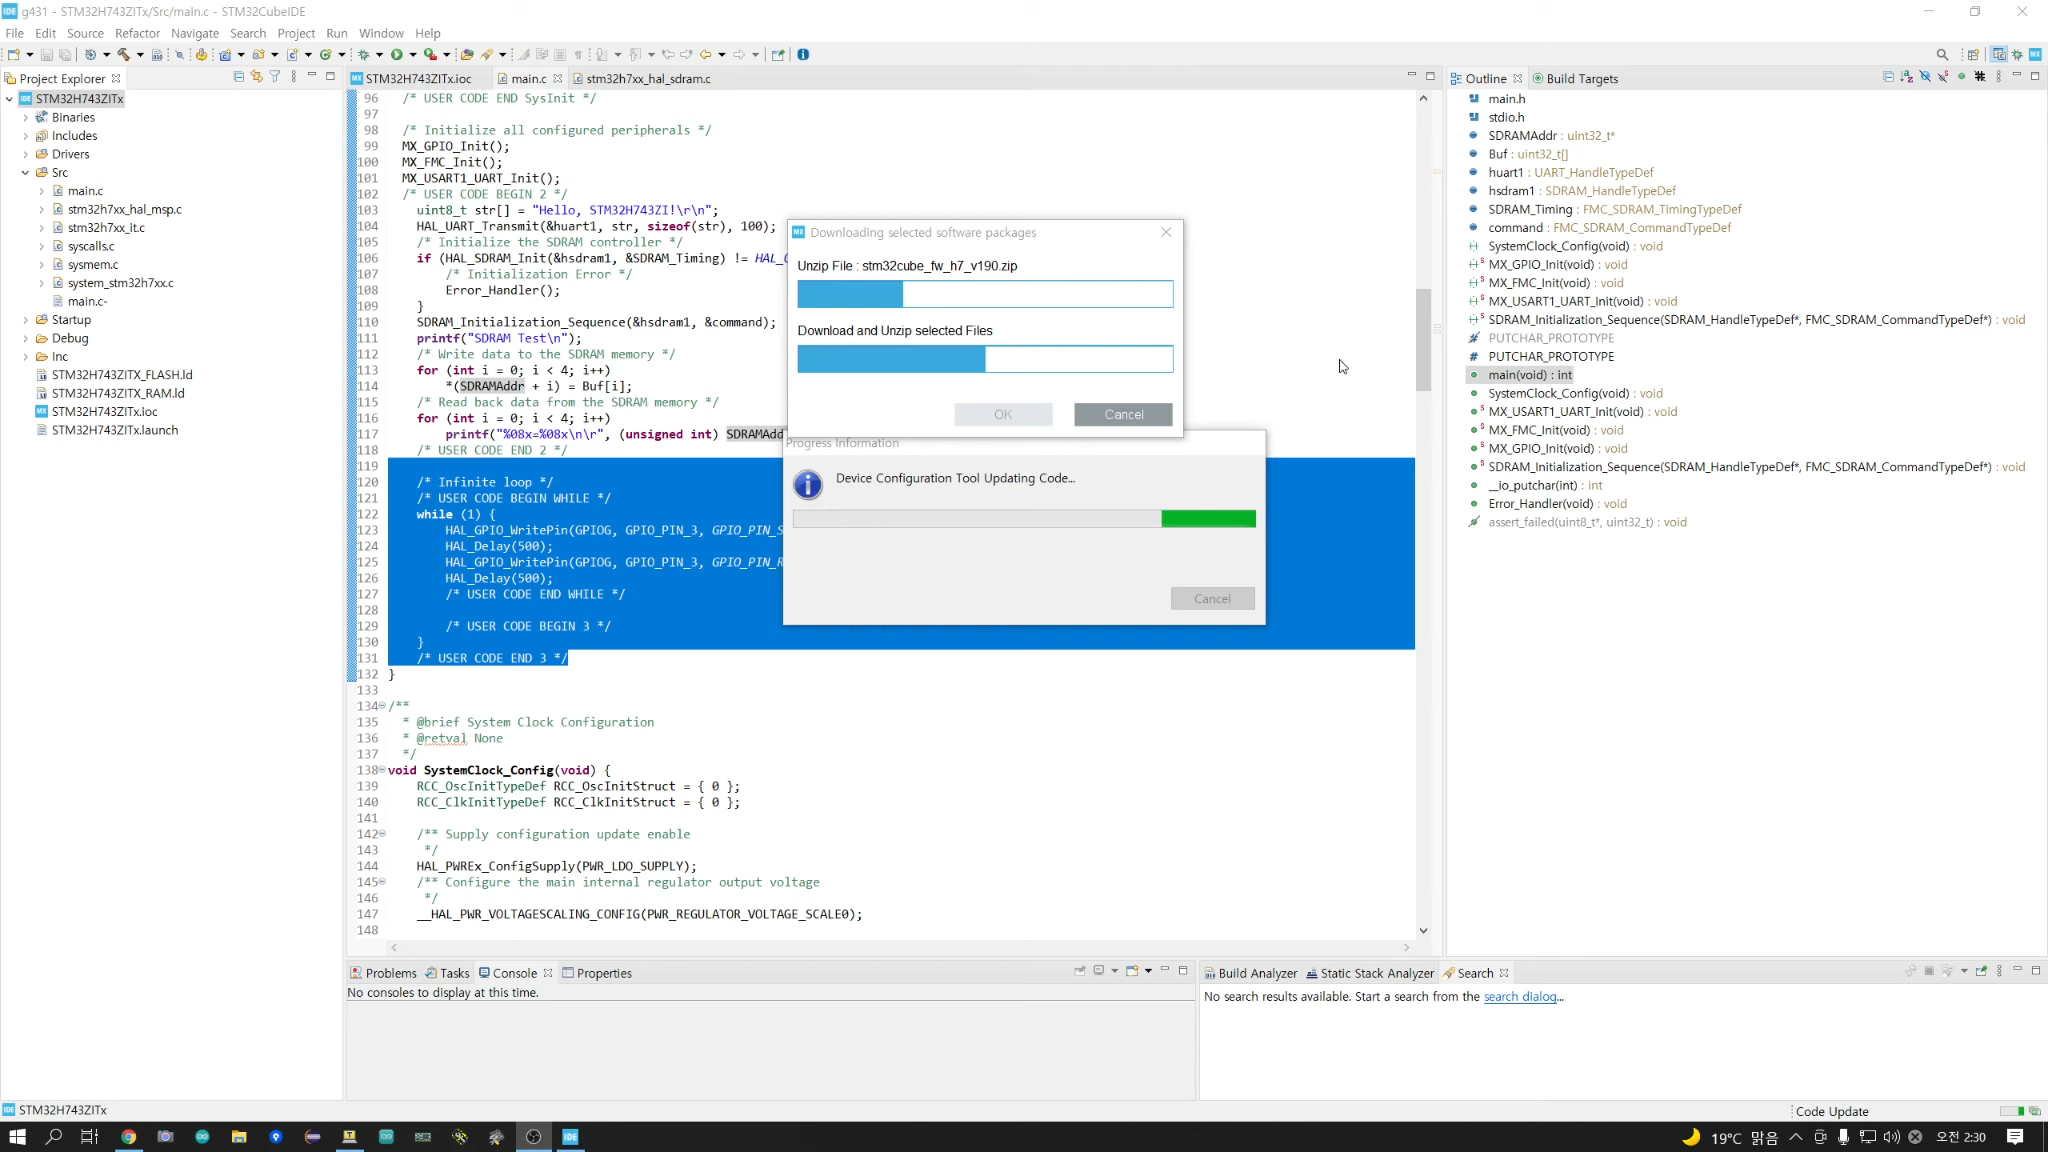 IDE g431 - STM32H743ZITx/Src/main.c - STM32CubeIDE
File Edit Source Refactor Navigate Search Project Run Window Help
Project Explorer
STM32H743ZITx
Binaries
Includes
Drivers
Src
main.c
stm32h7xx_hal_msp.c
stm32h7xx_it.c
syscalls.c
sysmem.c
system_stm32h7xx.c
main.c-
Startup
Debug
Inc
STM32H743ZITX_FLASH.ld
STM32H743ZITX_RAM.ld
STM32H743ZITx.ioc
STM32H743ZITx.launch
STM32H743ZITx.ioc main.c stm32h7xx_hal_sdram.c
96 /* USER CODE END SysInit */
97
98 /* Initialize all configured peripherals */
99 MX_GPIO_Init();
100 MX_FMC_Init();
101 MX_USART1_UART_Init();
102 /* USER CODE BEGIN 2 */
103 uint8_t str[] = "Hello, STM32H743ZI!\r\n";
104 HAL_UART_Transmit(&huart1, str, sizeof(str), 100);
105 /* Initialize the SDRAM controller */
106 if (HAL_SDRAM_Init(&hsdram1, &SDRAM_Timing) != HAL_
107 /* Initialization Error */
108 Error_Handler();
109 }
110 SDRAM_Initialization_Sequence(&hsdram1, &command);
111 printf("SDRAM Test\n");
112 /* Write data to the SDRAM memory */
113 for (int i = 0; i < 4; i++)
114 *(SDRAMAddr + i) = Buf[i];
115 /* Read back data from the SDRAM memory */
116 for (int i = 0; i < 4; i++)
117 printf("%08x=%08x\n\r", (unsigned int) SDRAMAdd
118 /* USER CODE END 2 */
119
120 /* Infinite loop */
121 /* USER CODE BEGIN WHILE */
122 while (1) {
123 HAL_GPIO_WritePin(GPIOG, GPIO_PIN_3, GPIO_PIN_S
124 HAL_Delay(500);
125 HAL_GPIO_WritePin(GPIOG, GPIO_PIN_3, GPIO_PIN_R
126 HAL_Delay(500);
127 /* USER CODE END WHILE */
128
129 /* USER CODE BEGIN 3 */
130 }
131 /* USER CODE END 3 */
132 }
133
134 /**
135 * @brief System Clock Configuration
136 * @retval None
137 */
138 void SystemClock_Config(void) {
139 RCC_OscInitTypeDef RCC_OscInitStruct = { 0 };
140 RCC_ClkInitTypeDef RCC_ClkInitStruct = { 0 };
141
142 /** Supply configuration update enable
143 */
144 HAL_PWREx_ConfigSupply(PWR_LDO_SUPPLY);
145 /** Configure the main internal regulator output voltage
146 */
147 __HAL_PWR_VOLTAGESCALING_CONFIG(PWR_REGULATOR_VOLTAGE_SCALE0);
148
MX Downloading selected software packages
Unzip File : stm32cube_fw_h7_v190.zip
Download and Unzip selected Files
OK Cancel
Progress Information
Device Configuration Tool Updating Code...
Cancel
Outline Build Targets
main.h
stdio.h
SDRAMAddr : uint32_t*
Buf : uint32_t[]
huart1 : UART_HandleTypeDef
hsdram1 : SDRAM_HandleTypeDef
SDRAM_Timing : FMC_SDRAM_TimingTypeDef
command : FMC_SDRAM_CommandTypeDef
SystemClock_Config(void) : void
MX_GPIO_Init(void) : void
MX_FMC_Init(void) : void
MX_USART1_UART_Init(void) : void
SDRAM_Initialization_Sequence(SDRAM_HandleTypeDef*, FMC_SDRAM_CommandTypeDef*) : void
PUTCHAR_PROTOTYPE
PUTCHAR_PROTOTYPE
main(void) : int
SystemClock_Config(void) : void
MX_USART1_UART_Init(void) : void
MX_FMC_Init(void) : void
MX_GPIO_Init(void) : void
SDRAM_Initialization_Sequence(SDRAM_HandleTypeDef*, FMC_SDRAM_CommandTypeDef*) : void
__io_putchar(int) : int
Error_Handler(void) : void
assert_failed(uint8_t*, uint32_t) : void
Problems Tasks Console Properties
No consoles to display at this time.
Build Analyzer Static Stack Analyzer Search
No search results available. Start a search from the search dialog...
IDE STM32H743ZITx
Code Update
19°C 맑음 오전 2:30